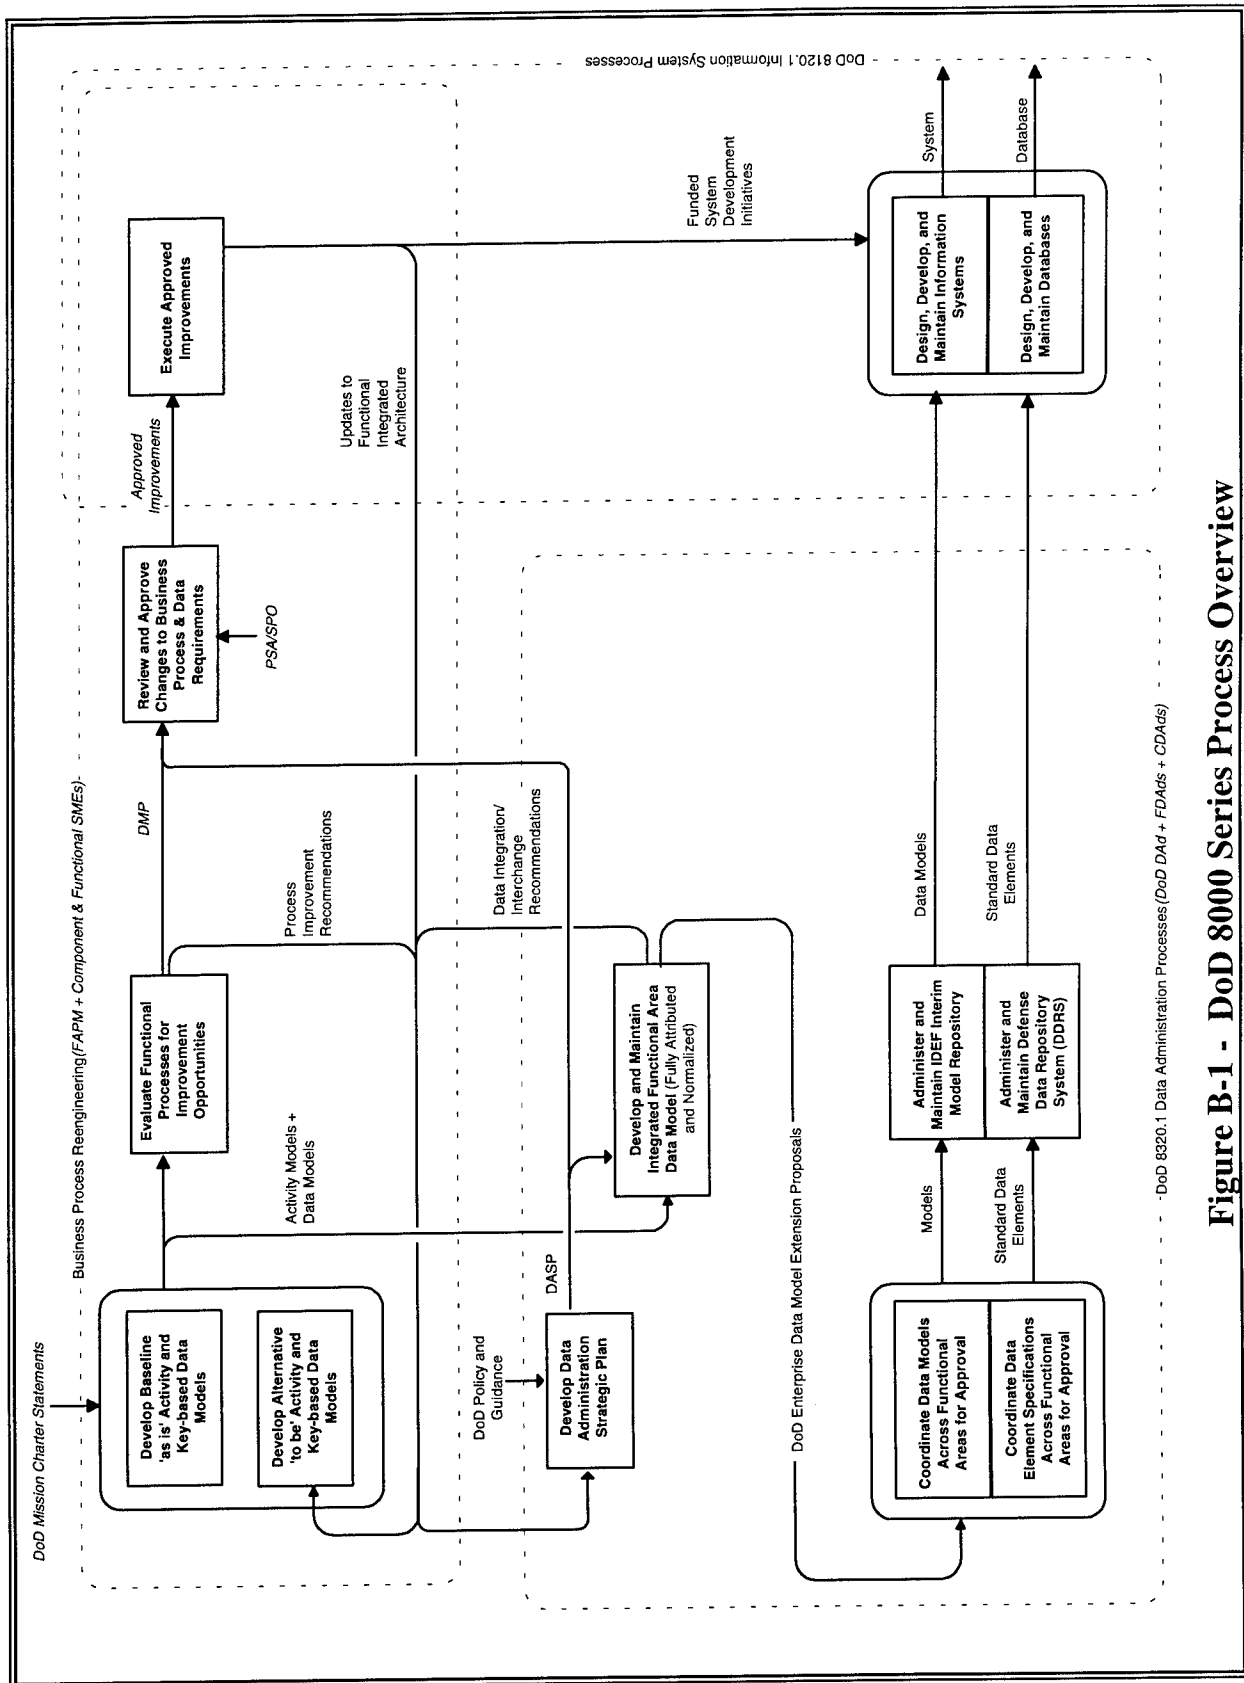 DoD Mission Charter Statements
Business Process Reengineering(FAPM + Component & Functional SMEs)
Develop Baseline
'as is' Activity and
Key-based Data
Models
Develop Alternative
'to be' Activity and
Key-based Data
Models
Activity Models +
Data Models
Evaluate Functional
Processes for
Improvement
Opportunities
Process
Improvement
Recommendations
DMP
Review and Approve
Changes to Business
Process & Data
Requirements
PSA/SPO
Approved
Improvements
Execute Approved
Improvements
Updates to
Functional
Integrated
Architecture
DoD 8120.1 Information System Processes
Funded
System
Development
Initiatives
DoD Policy and
Guidance
Develop Data
Administration
Strategic Plan
DASP
Develop and Maintain
Integrated Functional Area
Data Model (Fully Attributed
and Normalized)
Data Integration/
Interchange
Recommendations
DoD Enterprise Data Model Extension Proposals
Coordinate Data Models
Across Functional
Areas for Approval
Coordinate Data
Element Specifications
Across Functional
Areas for Approval
Models
Standard Data
Elements
Administer and
Maintain IDEF Interim
Model Repository
Administer and
Maintain Defense
Data Repository
System (DDRS)
Data Models
Standard Data
Elements
Design, Develop, and
Maintain Information
Systems
Design, Develop, and
Maintain Databases
System
Database
DoD 8320.1 Data Administration Processes(DoD DAd + FDAds + CDAds)
Figure B-1 - DoD 8000 Series Process Overview